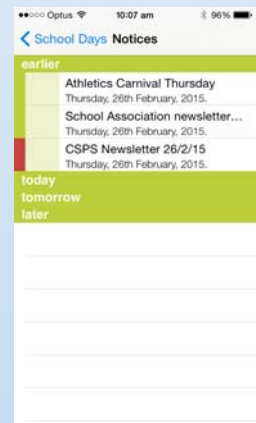 Optus 10:07 am 96%
School Days Notices
earlier
Athletics Carnival Thursday
Thursday, 26th February, 2015.
School Association newsletter...
Thursday, 26th February, 2015.
CSPS Newsletter 26/2/15
Thursday, 26th February, 2015.
today
tomorrow
later